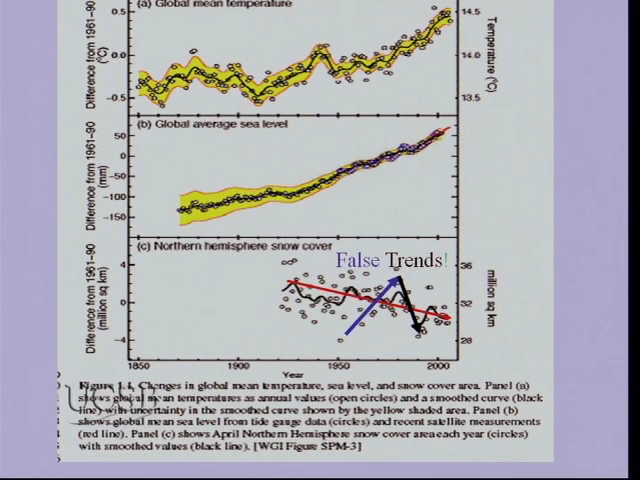 (a) Global mean temperature
Difference from 1961–90
(°C)
0.5
0.0
−0.5
14.5
14.0
13.5
Temperature (°C)
(b) Global average sea level
Difference from 1961–90
(mm)
50
0
−50
−100
−150
(c) Northern hemisphere snow cover
Difference from 1961–90
(million sq km)
4
0
−4
False Trends!
36
32
28
million sq km
1850
1900
1950
2000
Year
UCSD
Figure 1.1. Changes in global mean temperature, sea level, and snow cover area. Panel (a)
shows global mean temperatures as annual values (open circles) and a smoothed curve (black
line) with uncertainty in the smoothed curve shown by the yellow shaded area. Panel (b)
shows global mean sea level from tide gauge data (circles) and recent satellite measurements
(red line). Panel (c) shows April Northern Hemisphere snow cover area each year (circles)
with smoothed values (black line). [WGI Figure SPM-3]